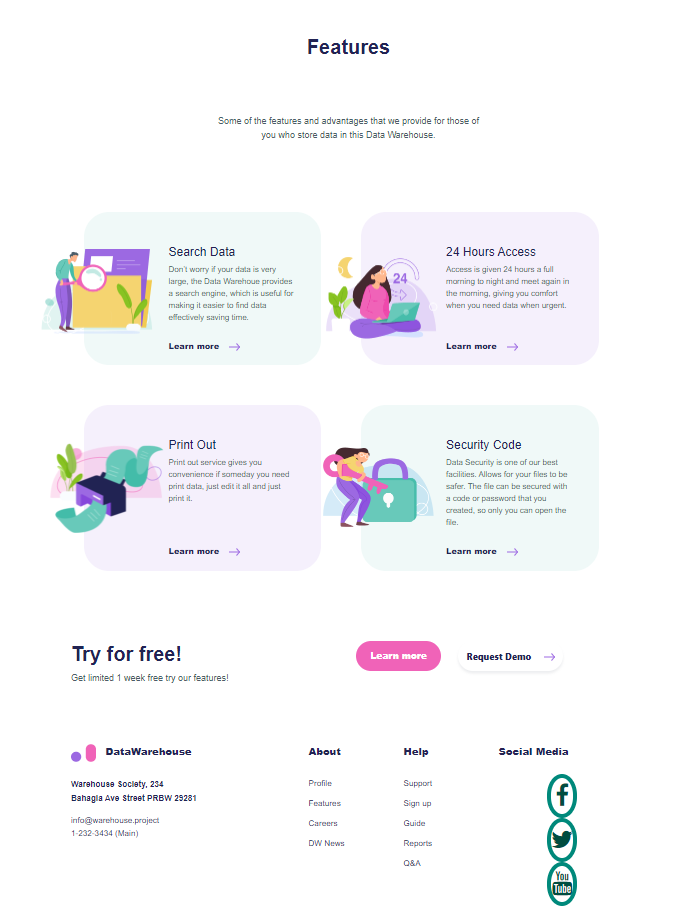 Features
Some of the features and advantages that we provide for those of
you who store data in this Data Warehouse.
Search Data
Don't worry if your data is very
large, the Data Warehouse provides
a search engine, which is useful for
making it easier to find data
effectively saving time.
Learn more
24 Hours Access
Access is given 24 hours a full
morning to night and meet again in
the morning, giving you comfort
when you need data when urgent.
Learn more
24
Print Out
Print out service gives you
convenience if someday you need
print data, just edit it all and just
print it.
Learn more
Security Code
Data Security is one of our best
facilities. Allows for your files to be
safer. The file can be secured with
a code or password that you
created, so only you can open the
file.
Learn more
Try for free!
Get limited 1 week free try our features!
Learn more
Request Demo
DataWarehouse
Warehouse Society, 234
Bahagia Ave Street PRBW 29281
info@warehouse.project
1-232-3434 (Main)
About
Profile
Features
Careers
DW News
Help
Support
Sign up
Guide
Reports
Q&A
Social Media
You
Tube